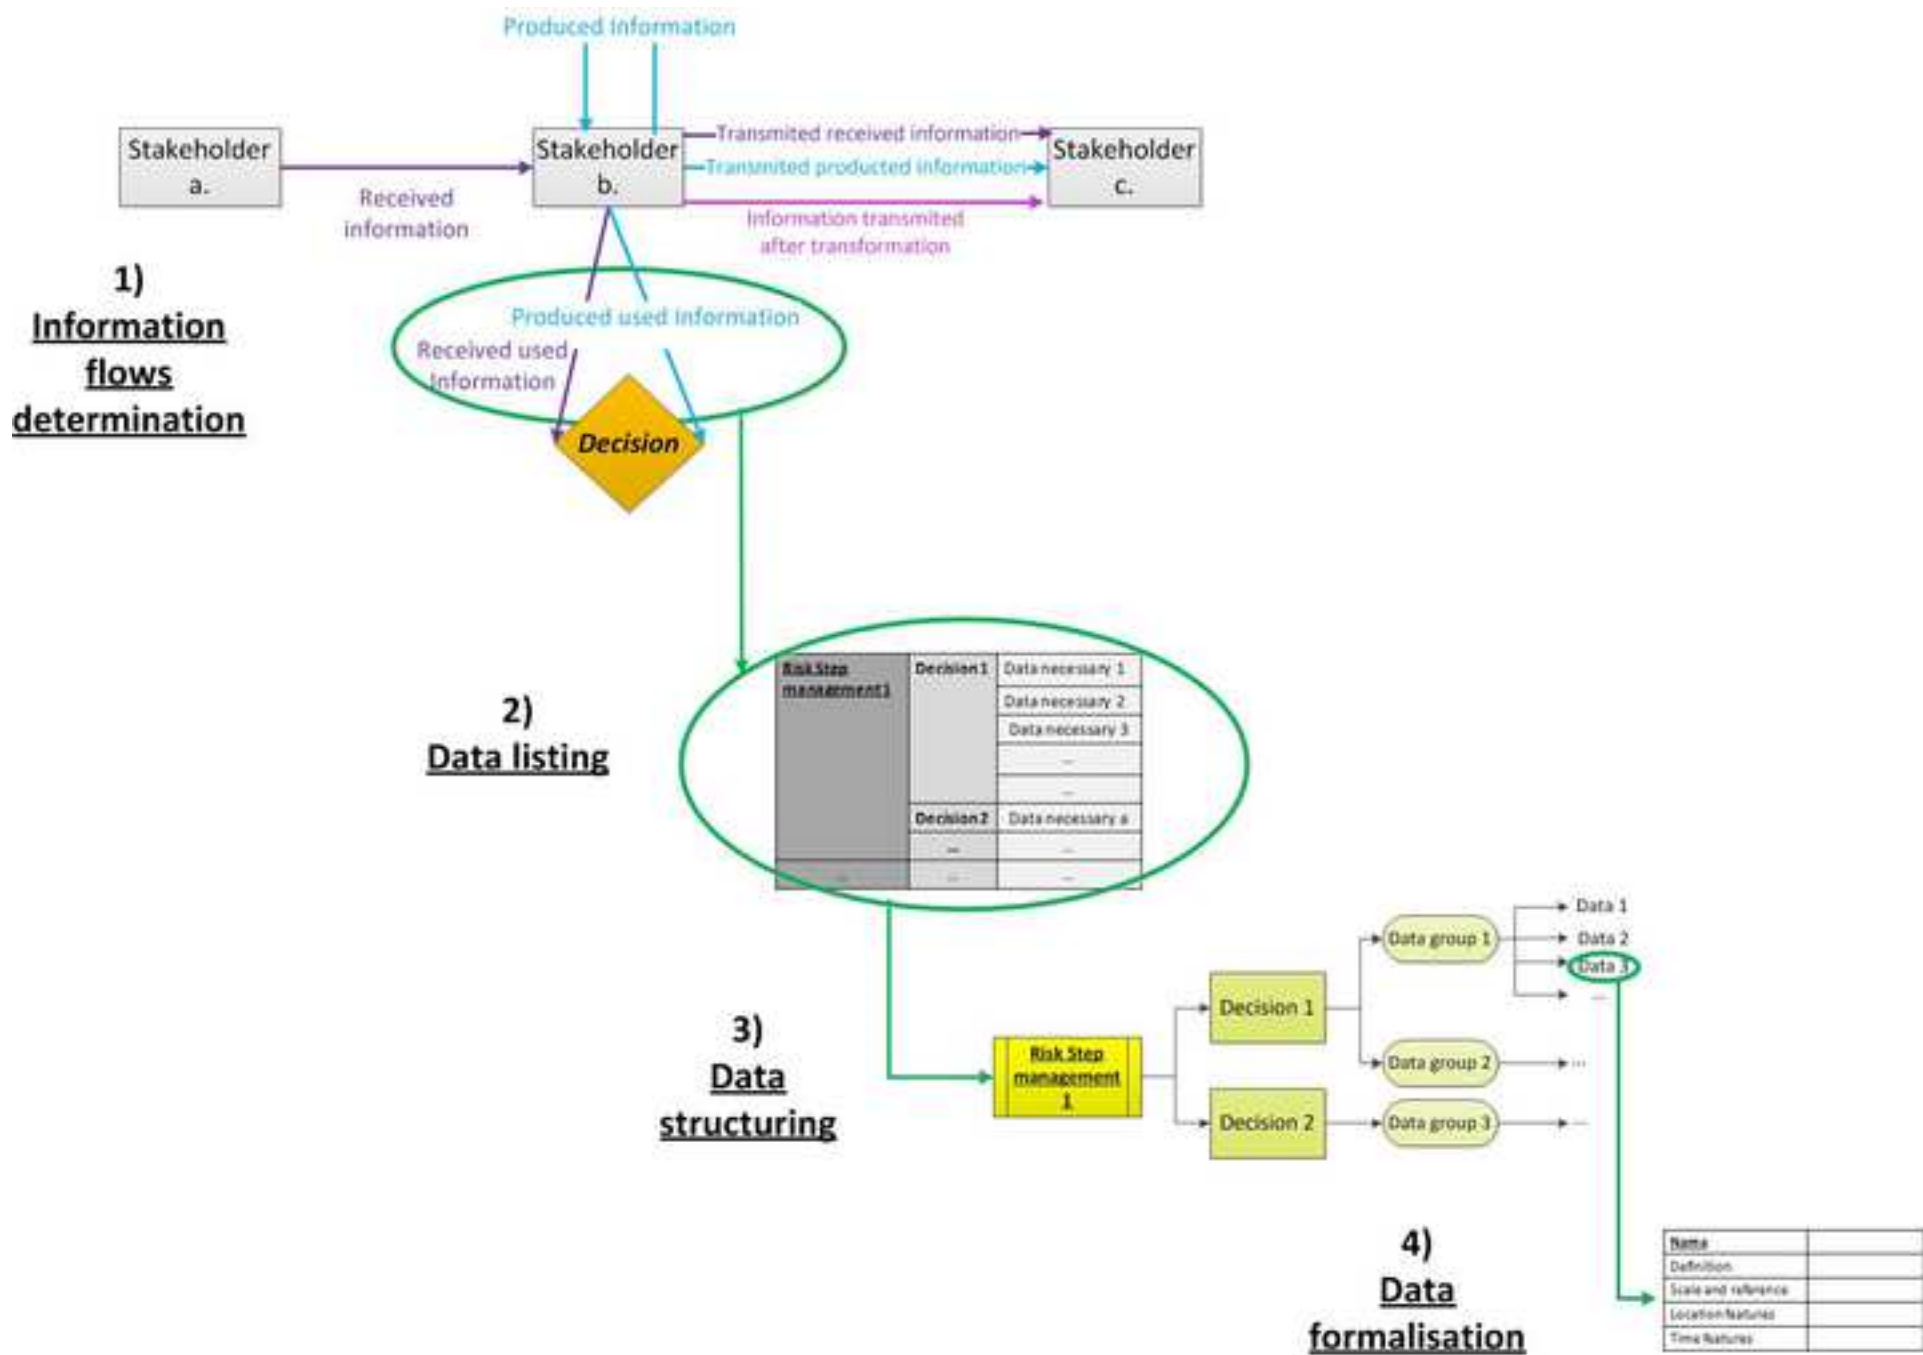 Produced Information
Stakeholder
a.
Stakeholder
b.
Stakeholder
c.
Transmited received information
Transmited producted information
Information transmited
after transformation
Received
information
1)
Information
flows
determination
Produced used Information
Received used
Information
Decision
2)
Data listing
Risk Step
management 1
Decision 1
Data necessary 1
Data necessary 2
Data necessary 3
...
...
Decision 2
Data necessary a
...
...
...
...
...
3)
Data
structuring
Risk Step
management
1
Decision 1
Decision 2
Data group 1
Data group 2
Data group 3
Data 1
Data 2
Data 3
...
...
...
4)
Data
formalisation
Name
Definition
Scale and reference
Location features
Time features